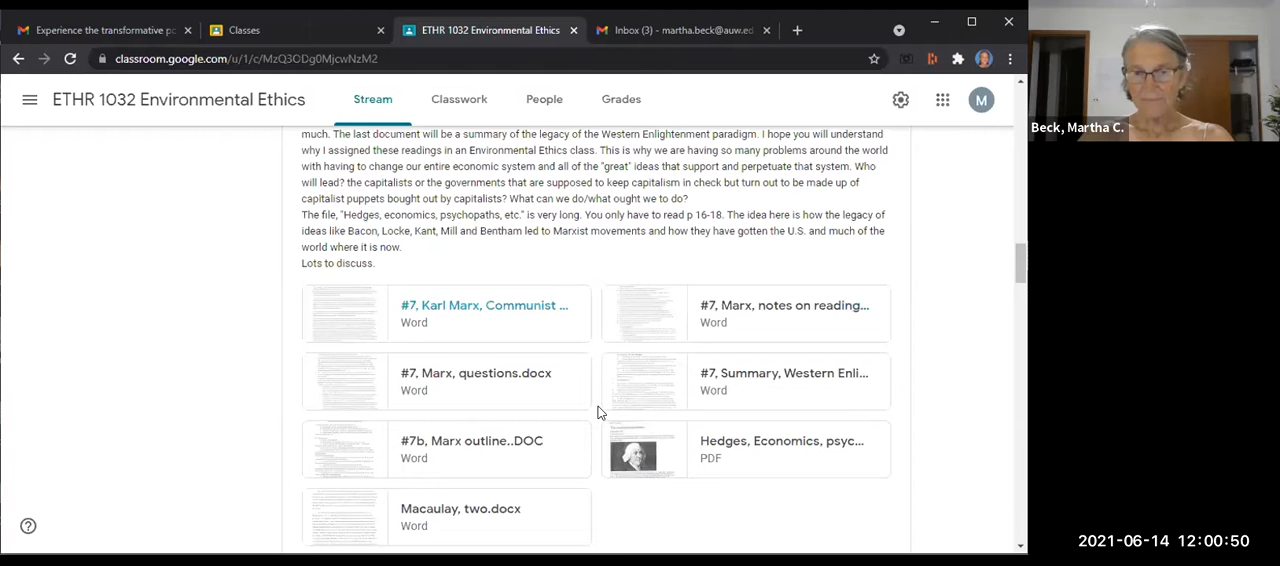 Experience the transformative pc
Classes
ETHR 1032 Environmental Ethics
Inbox (3) - martha.beck@auw.ed
classroom.google.com/u/1/c/MzQ3ODg0MjcwNzM2
ETHR 1032 Environmental Ethics
Stream
Classwork
People
Grades
M
Beck, Martha C.
much. The last document will be a summary of the legacy of the Western Enlightenment paradigm. I hope you will understand
why I assigned these readings in an Environmental Ethics class. This is why we are having so many problems around the world
with having to change our entire economic system and all of the "great" ideas that support and perpetuate that system. Who
will lead? the capitalists or the governments that are supposed to keep capitalism in check but turn out to be made up of
capitalist puppets bought out by capitalists? What can we do/what ought we to do?
The file, "Hedges, economics, psychopaths, etc." is very long. You only have to read p 16-18. The idea here is how the legacy of
ideas like Bacon, Locke, Kant, Mill and Bentham led to Marxist movements and how they have gotten the U.S. and much of the
world where it is now.
Lots to discuss.
#7, Karl Marx, Communist ...
Word
#7, Marx, notes on reading...
Word
#7, Marx, questions.docx
Word
#7, Summary, Western Enli...
Word
#7b, Marx outline..DOC
Word
Hedges, Economics, psyc...
PDF
Macaulay, two.docx
Word
2021-06-14 12:00:50